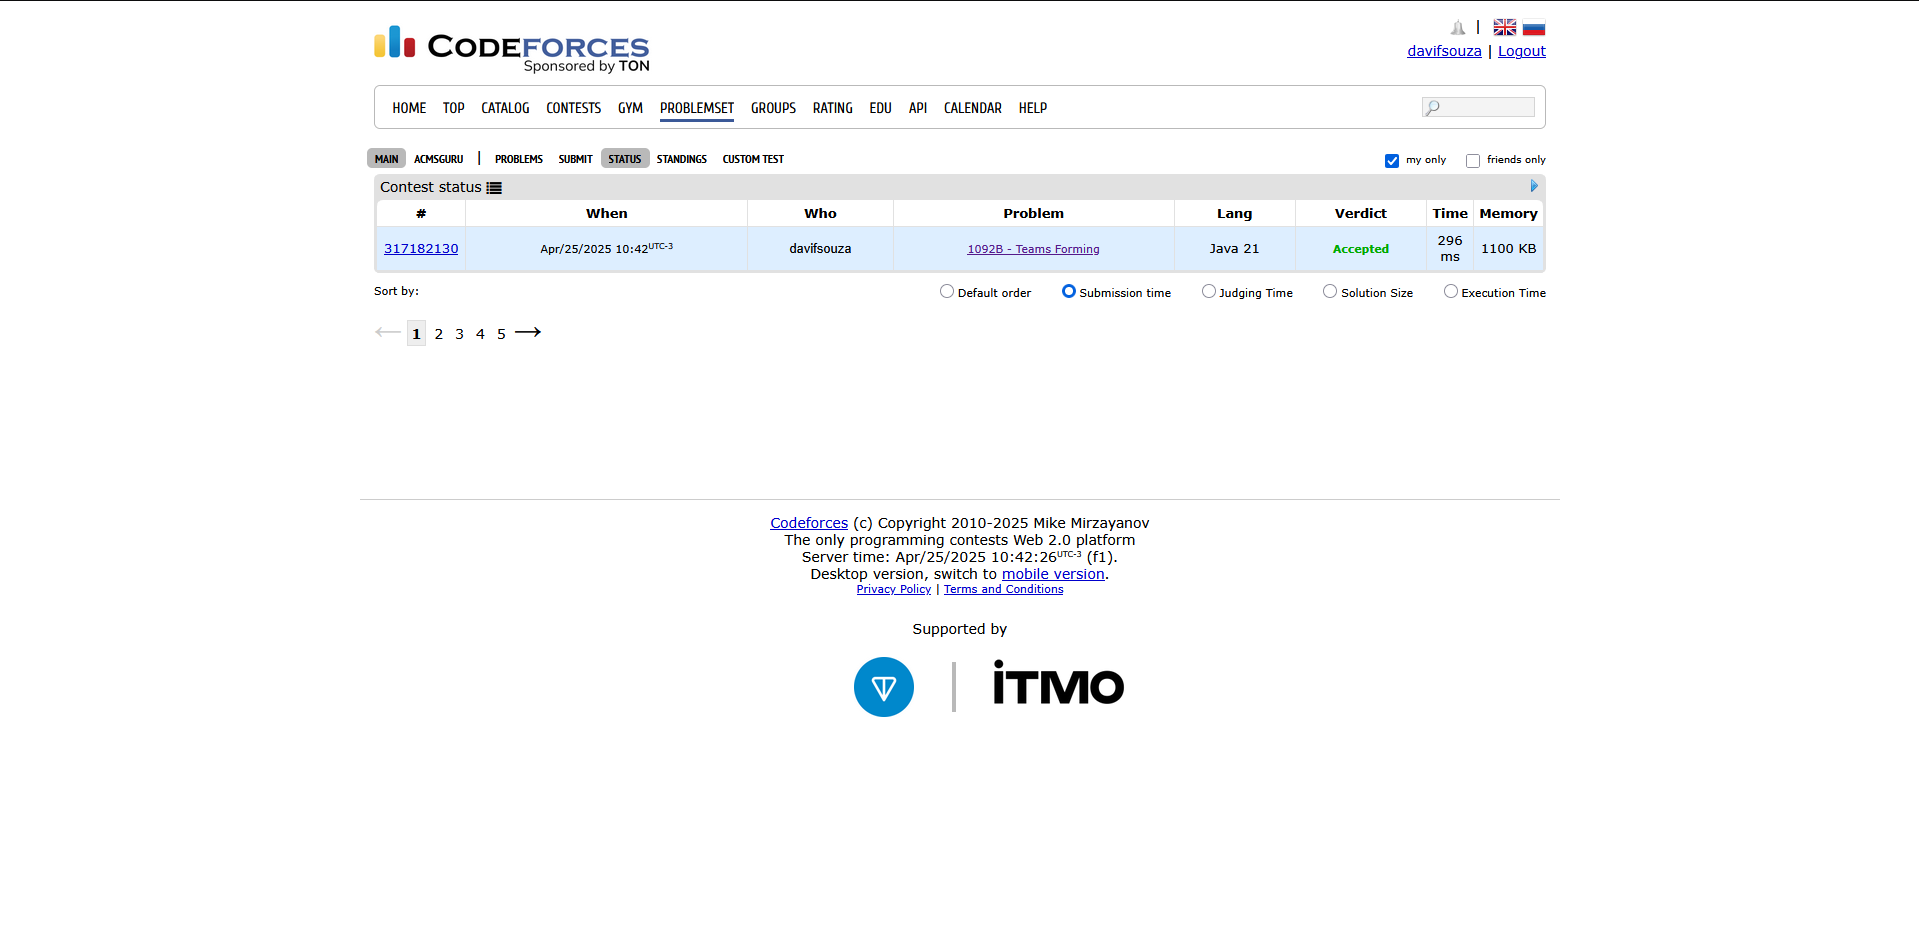 CODEFORCES
Sponsored by TON
|
davifsouza | Logout
HOME TOP CATALOG CONTESTS GYM PROBLEMSET GROUPS RATING EDU API CALENDAR HELP
MAIN ACMSGURU | PROBLEMS SUBMIT STATUS STANDINGS CUSTOM TEST my only friends only
Contest status
# When Who Problem Lang Verdict Time Memory
317182130 Apr/25/2025 10:42UTC-3 davifsouza 1092B - Teams Forming Java 21 Accepted 296 ms 1100 KB
Sort by: Default order Submission time Judging Time Solution Size Execution Time
← 1 2 3 4 5 →
Codeforces (c) Copyright 2010-2025 Mike Mirzayanov
The only programming contests Web 2.0 platform
Server time: Apr/25/2025 10:42:26UTC-3 (f1).
Desktop version, switch to mobile version.
Privacy Policy | Terms and Conditions
Supported by
iTMO